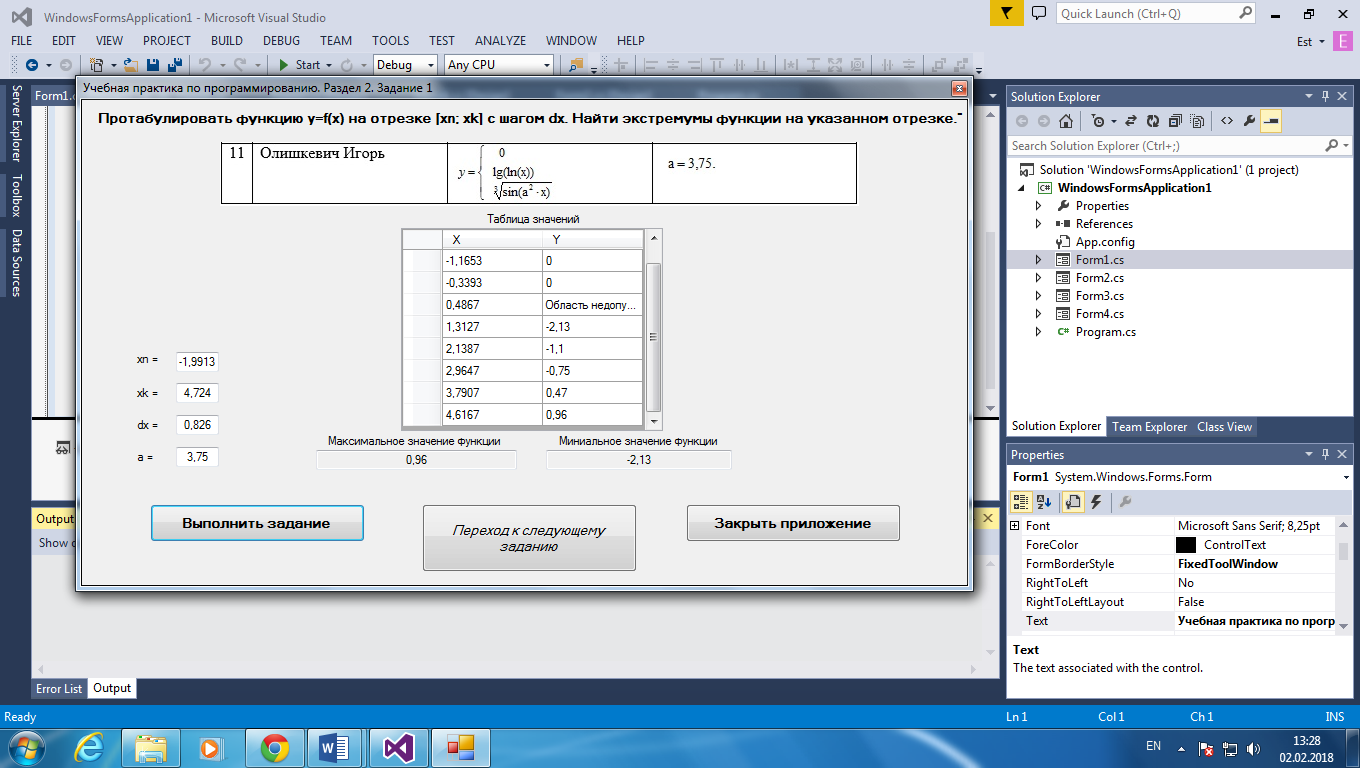 WindowsFormsApplication1 - Microsoft Visual Studio
Quick Launch (Ctrl+Q)
FILE EDIT VIEW PROJECT BUILD DEBUG TEAM TOOLS TEST ANALYZE WINDOW HELP
Est E
Start Debug Any CPU
Server Explorer
Toolbox
Data Sources
Form1.c
Учебная практика по программированию. Раздел 2. Задание 1
Протабулировать функцию y=f(x) на отрезке [xn; xk] с шагом dx. Найти экстремумы функции на указанном отрезке."
11 Олишкевич Игорь y = { 0 a = 3,75.
lg(ln(x))
∛sin(a²·x)
Таблица значений
X Y
-1,1653 0
-0,3393 0
0,4867 Область недопу...
1,3127 -2,13
2,1387 -1,1
2,9647 -0,75
3,7907 0,47
4,6167 0,96
xn = -1,9913
xk = 4,724
dx = 0,826
a = 3,75
Максимальное значение функции Миниальное значение функции
0,96 -2,13
Выполнить задание
Переход к следующему
заданию
Закрыть приложение
Output
Show o
Error List Output
Solution Explorer
Search Solution Explorer (Ctrl+;)
Solution 'WindowsFormsApplication1' (1 project)
C# WindowsFormsApplication1
Properties
References
App.config
Form1.cs
Form2.cs
Form3.cs
Form4.cs
C# Program.cs
Solution Explorer Team Explorer Class View
Properties
Form1 System.Windows.Forms.Form
Font Microsoft Sans Serif; 8,25pt
ForeColor ControlText
FormBorderStyle FixedToolWindow
RightToLeft No
RightToLeftLayout False
Text Учебная практика по прогр
Text
The text associated with the control.
Ready Ln 1 Col 1 Ch 1 INS
EN 13:28
02.02.2018